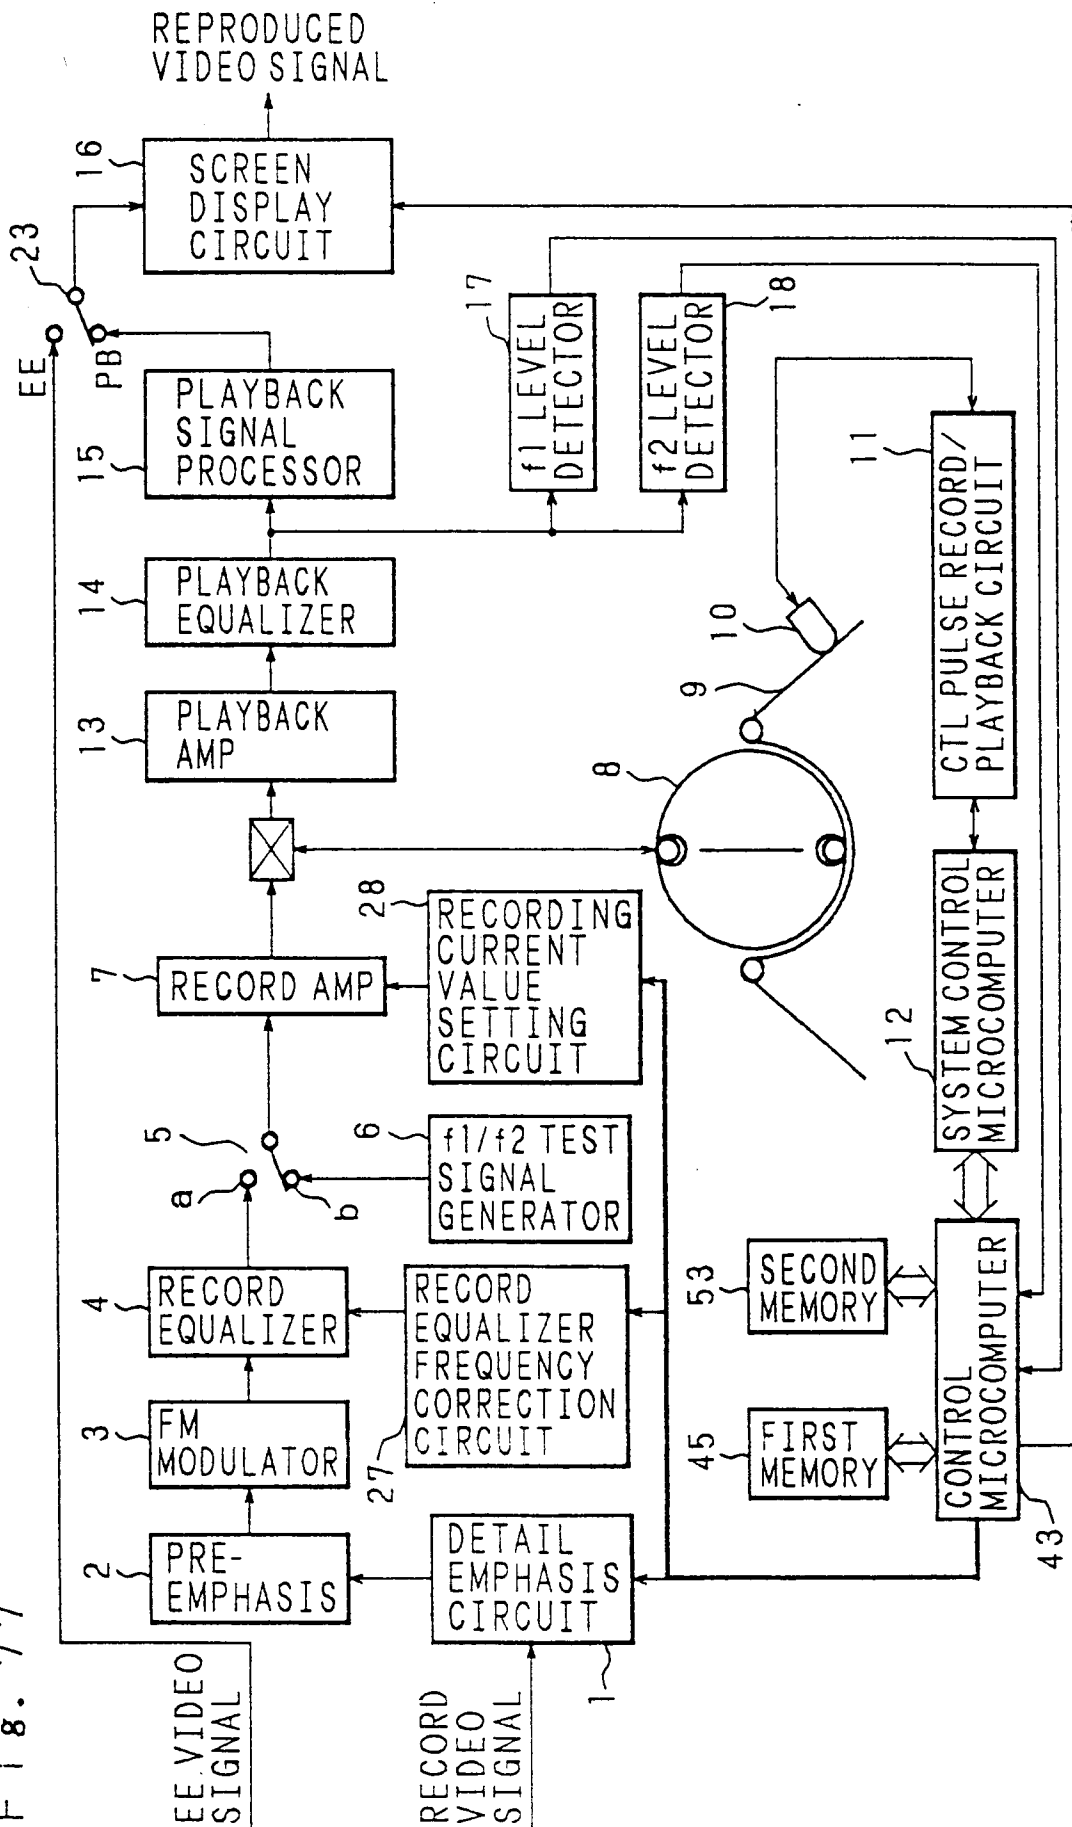 Fig. 77
REPRODUCED
VIDEO SIGNAL
16
SCREEN
DISPLAY
CIRCUIT
23
EE
PB
15
PLAYBACK
SIGNAL
PROCESSOR
17
f1 LEVEL
DETECTOR
18
f2 LEVEL
DETECTOR
14
PLAYBACK
EQUALIZER
13
PLAYBACK
AMP
10
9
8
11
CTL PULSE RECORD/
PLAYBACK CIRCUIT
7
RECORD AMP
28
RECORDING
CURRENT
VALUE
SETTING
CIRCUIT
12
SYSTEM CONTROL
MICROCOMPUTER
5
a
b
6
f1/f2 TEST
SIGNAL
GENERATOR
4
RECORD
EQUALIZER
27
RECORD
EQUALIZER
FREQUENCY
CORRECTION
CIRCUIT
53
SECOND
MEMORY
3
FM
MODULATOR
45
FIRST
MEMORY
43
CONTROL
MICROCOMPUTER
2
PRE-
EMPHASIS
1
DETAIL
EMPHASIS
CIRCUIT
EE.VIDEO
SIGNAL
RECORD
VIDEO
SIGNAL